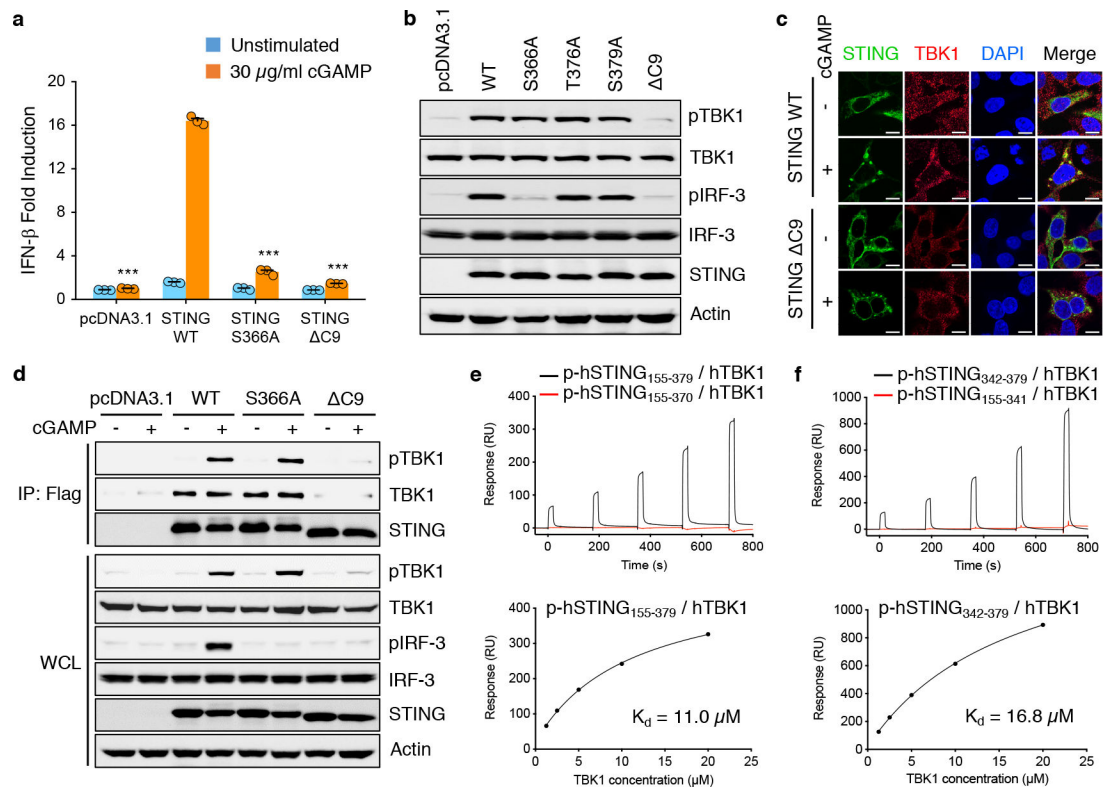 a
Unstimulated
30 µg/ml cGAMP
IFN-β Fold Induction
20
16
12
8
4
0
***
***
***
pcDNA3.1
STING WT
STING S366A
STING ΔC9
b
pcDNA3.1
WT
S366A
T376A
S379A
ΔC9
pTBK1
TBK1
pIRF-3
IRF-3
STING
Actin
c
cGAMP
STING
TBK1
DAPI
Merge
STING WT
-
+
STING ΔC9
-
+
d
pcDNA3.1
WT
S366A
ΔC9
cGAMP
- + - + - + - +
IP: Flag
pTBK1
TBK1
STING
WCL
pTBK1
TBK1
pIRF-3
IRF-3
STING
Actin
e
p-hSTING155-379 / hTBK1
p-hSTING155-370 / hTBK1
Response (RU)
400
300
200
100
0
0 200 400 600 800
Time (s)
p-hSTING155-379 / hTBK1
Response (RU)
400
300
200
100
0
Kd = 11.0 µM
0 5 10 15 20 25
TBK1 concentration (µM)
f
p-hSTING342-379 / hTBK1
p-hSTING155-341 / hTBK1
Response (RU)
1000
800
600
400
200
0
0 200 400 600 800
Time (s)
p-hSTING342-379 / hTBK1
Response (RU)
1000
800
600
400
200
0
Kd = 16.8 µM
0 5 10 15 20 25
TBK1 concentration (µM)